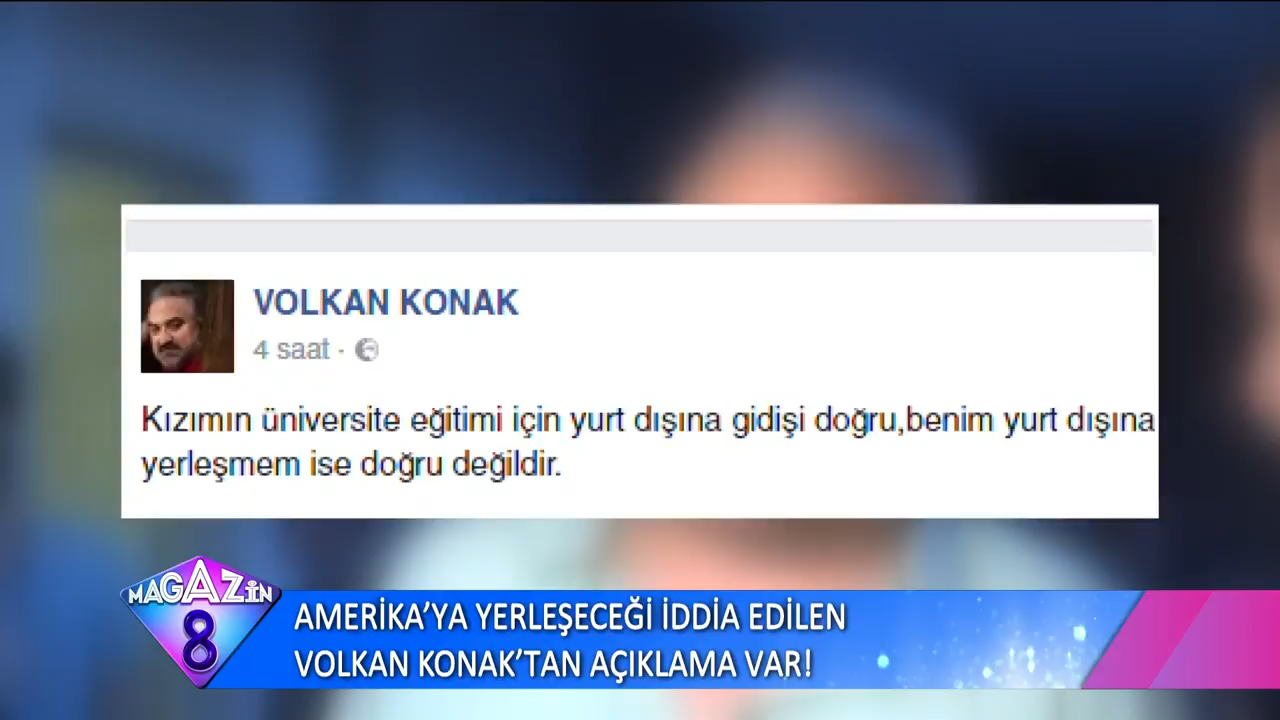 VOLKAN KONAK
4 saat ·
Kızımın üniversite eğitimi için yurt dışına gidişi doğru,benim yurt dışına
yerleşmem ise doğru değildir.
MAGAZİN
8
AMERİKA'YA YERLEŞECEĞİ İDDİA EDİLEN
VOLKAN KONAK'TAN AÇIKLAMA VAR!